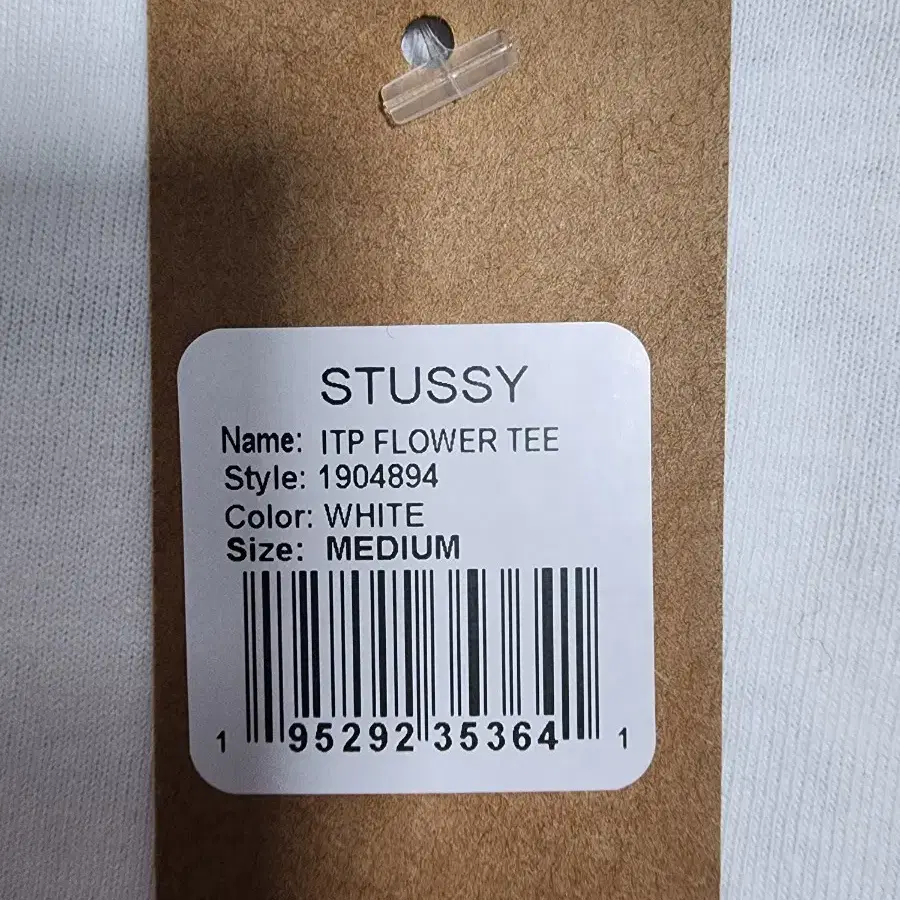 STUSSY
Name: ITP FLOWER TEE
Style: 1904894
Color: WHITE
Size: MEDIUM
1 95292 35364 1